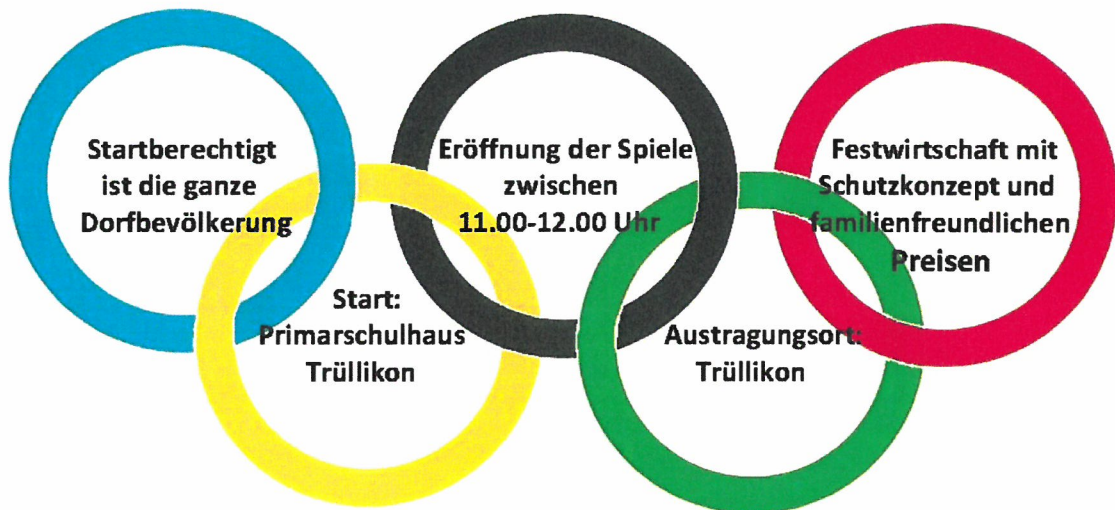 Startberechtigt
ist die ganze
Dorfbevölkerung
Eröffnung der Spiele
zwischen
11.00-12.00 Uhr
Festwirtschaft mit
Schutzkonzept und
familienfreundlichen
Preisen
Start:
Primarschulhaus
Trüllikon
Austragungsort:
Trüllikon